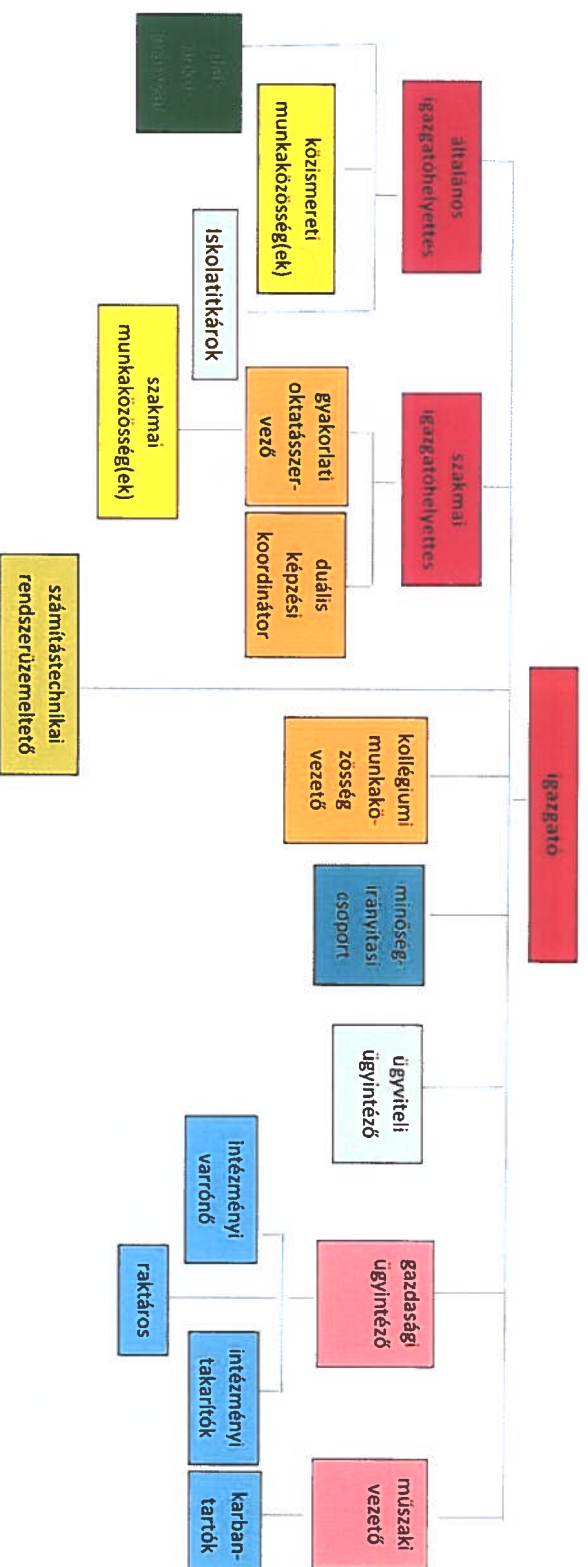 igazgató
általános
igazgatóhelyettes
szakmai
igazgatóhelyettes
kollégiumi
munkakö-
zösség
vezető
minőség-
irányítási
csoport
ügyviteli
ügyintéző
gazdasági
ügyintéző
műszaki
vezető
közismereti
munkaközösség(ek)
Iskolatitkárok
gyakorlati
oktatásszer-
vező
duális
képzési
koordinátor
szakmai
munkaközösség(ek)
számítástechnikai
rendszerüzemeltető
intézményi
varrónő
raktáros
intézményi
takarítók
karban-
tartók